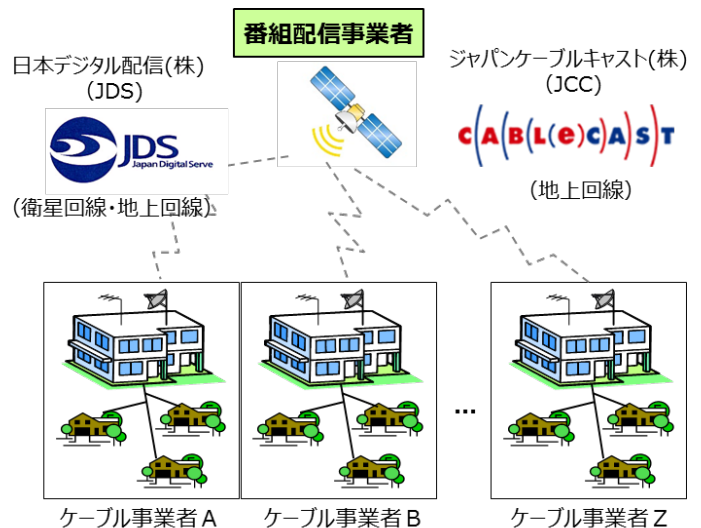 番組配信事業者
日本デジタル配信(株)
(JDS)
JDS
Japan Digital Serve
(衛星回線・地上回線)
ジャパンケーブルキャスト(株)
(JCC)
C(A(B(L(e)C)A)S)T
(地上回線)
...
ケーブル事業者A
ケーブル事業者B
ケーブル事業者Z